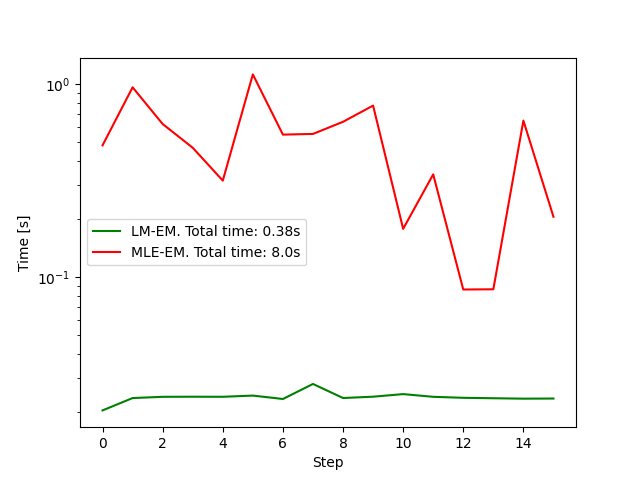 10⁰
10⁻¹
Time [s]
LM-EM. Total time: 0.38s
MLE-EM. Total time: 8.0s
0 2 4 6 8 10 12 14
Step